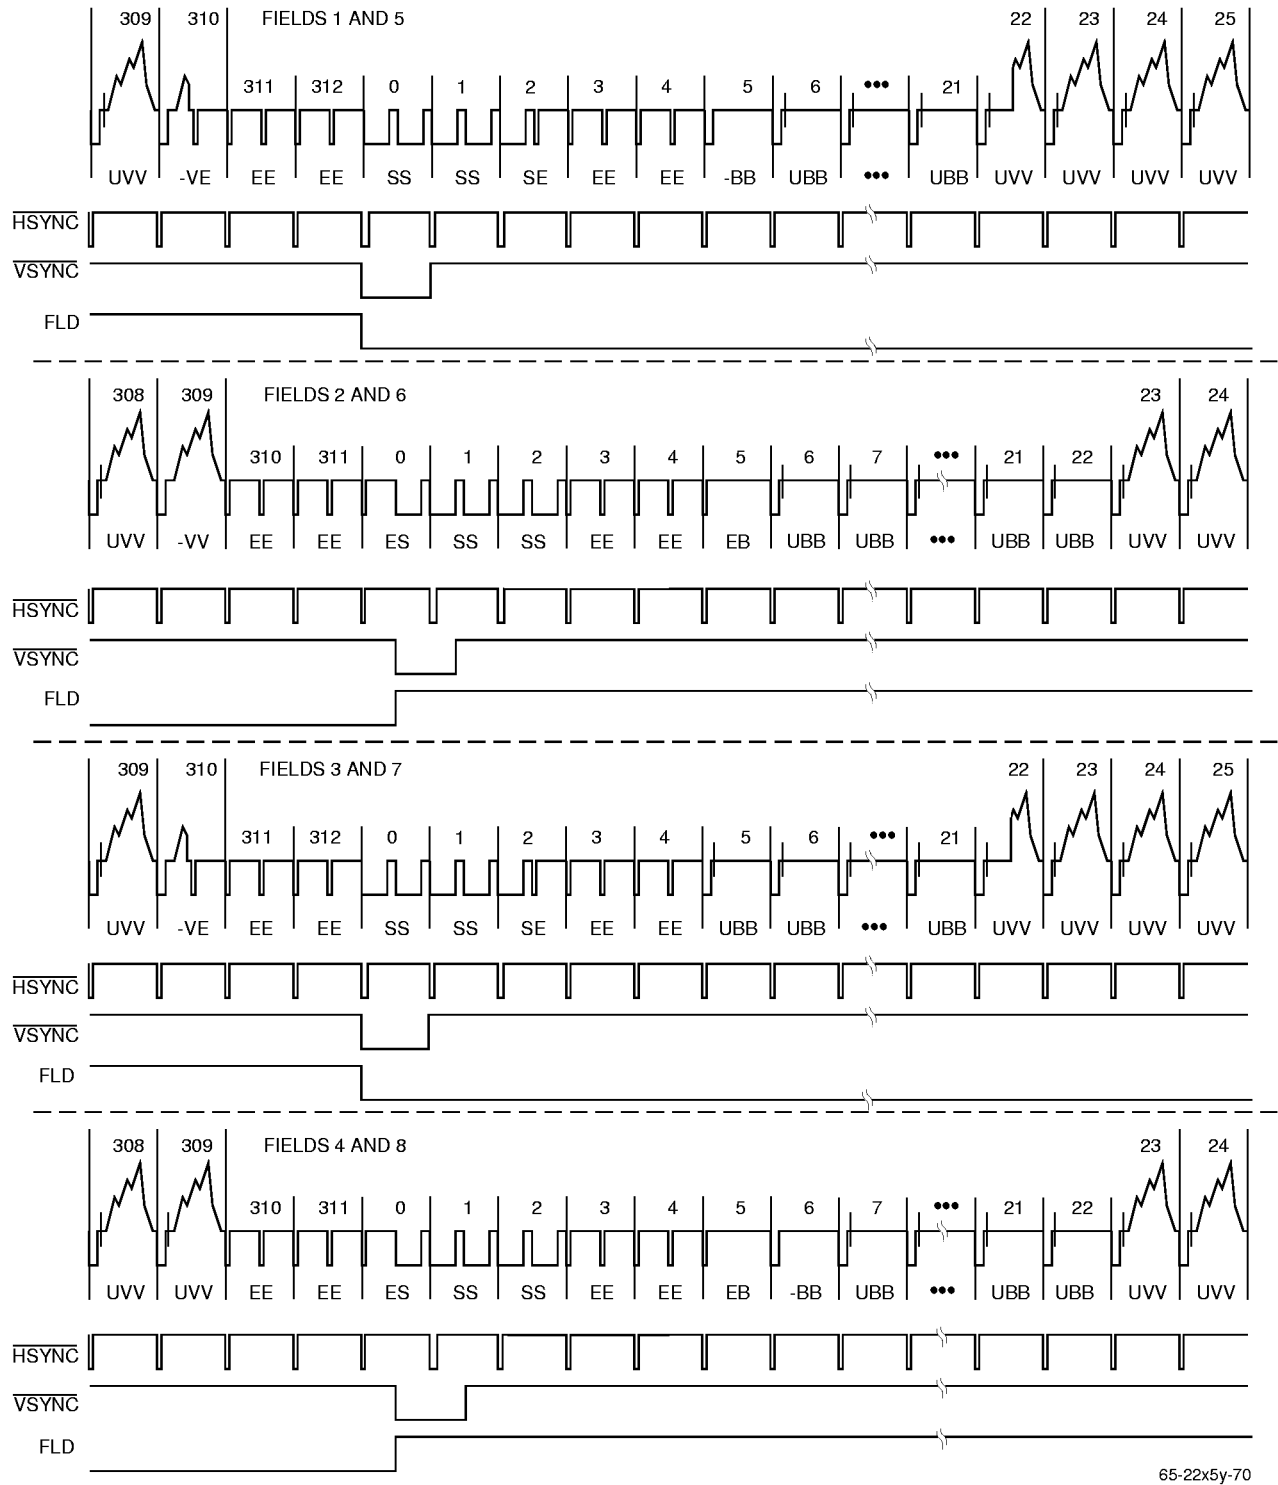 309 310 FIELDS 1 AND 5 22 23 24 25
311 312 0 1 2 3 4 5 6 ••• 21
UVV -VE EE EE SS SS SE EE EE -BB UBB ••• UBB UVV UVV UVV UVV
HSYNC
VSYNC
FLD
308 309 FIELDS 2 AND 6 23 24
310 311 0 1 2 3 4 5 6 7 ••• 21 22
UVV -VV EE EE ES SS SS EE EE EB UBB UBB ••• UBB UBB UVV UVV
HSYNC
VSYNC
FLD
309 310 FIELDS 3 AND 7 22 23 24 25
311 312 0 1 2 3 4 5 6 ••• 21
UVV -VE EE EE SS SS SE EE EE UBB UBB ••• UBB UVV UVV UVV UVV
HSYNC
VSYNC
FLD
308 309 FIELDS 4 AND 8 23 24
310 311 0 1 2 3 4 5 6 7 ••• 21 22
UVV UVV EE EE ES SS SS EE EE EB -BB UBB ••• UBB UBB UVV UVV
HSYNC
VSYNC
FLD
65-22x5y-70